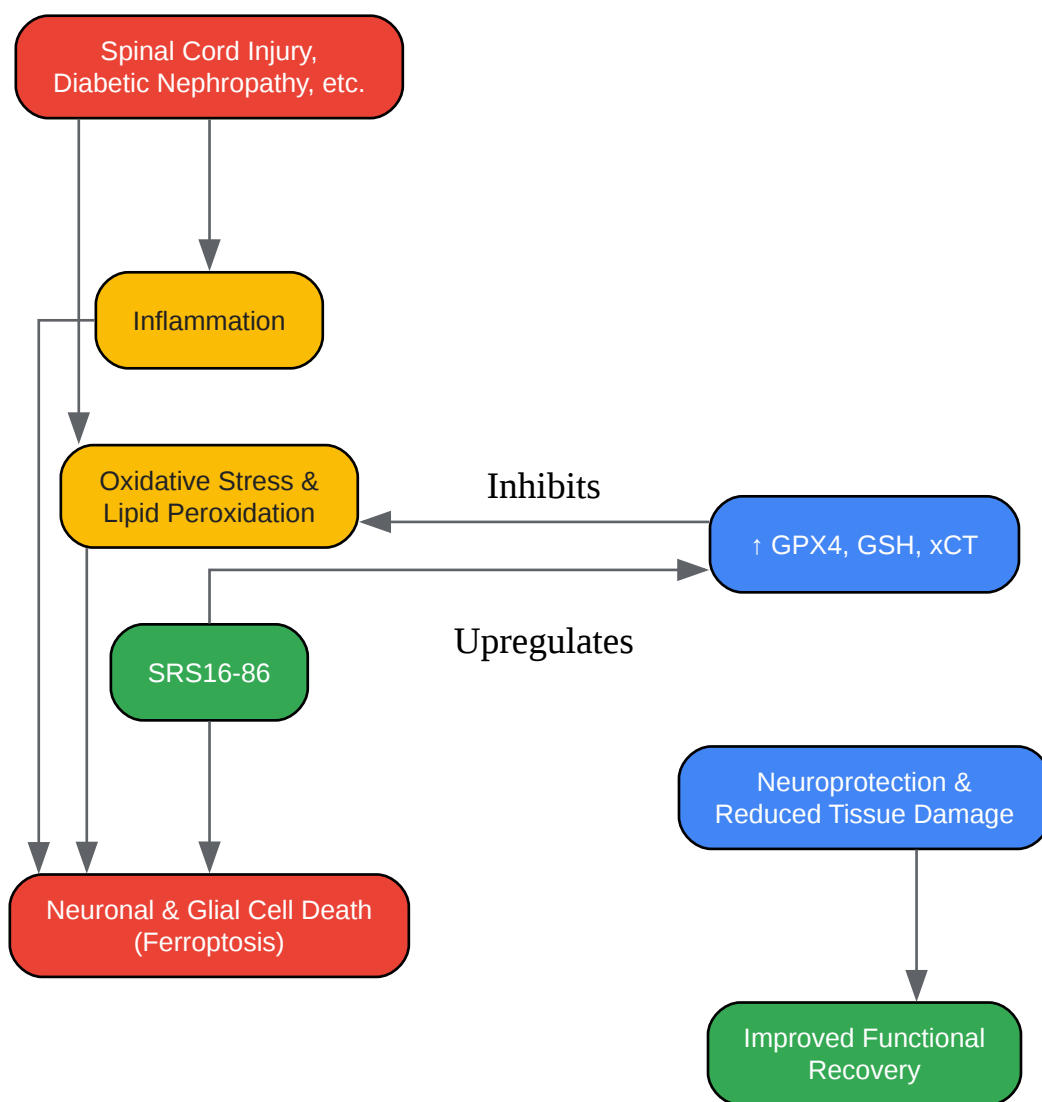 Spinal Cord Injury,
Diabetic Nephropathy, etc.
Inflammation
Oxidative Stress &
Lipid Peroxidation
Inhibits
↑ GPX4, GSH, xCT
Upregulates
SRS16-86
Neuroprotection &
Reduced Tissue Damage
Neuronal & Glial Cell Death
(Ferroptosis)
Improved Functional
Recovery